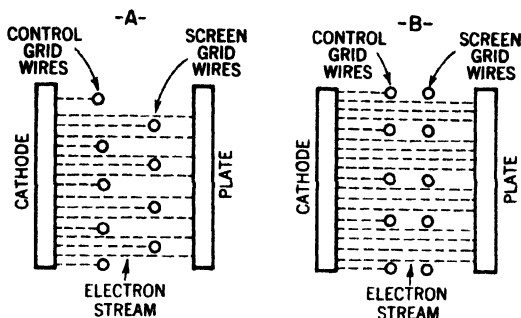 -A-
CONTROL
GRID
WIRES
SCREEN
GRID
WIRES
CATHODE
PLATE
ELECTRON
STREAM
-B-
CONTROL
GRID
WIRES
SCREEN
GRID
WIRES
CATHODE
PLATE
ELECTRON
STREAM